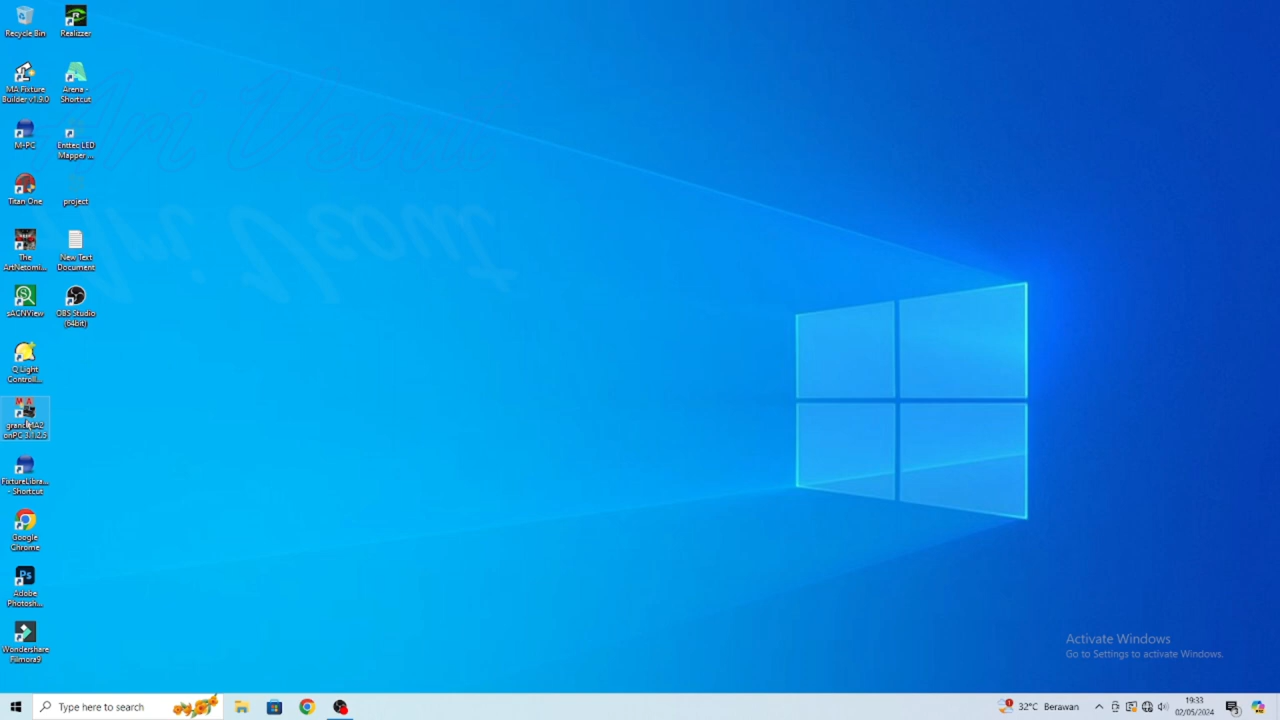 Recycle Bin
Realizzer
MA Fixture
Builder v1.9.0
Arena -
Shortcut
M-PC
Enttec LED
Mapper ...
Titan One
project
The
ArtNetomi...
New Text
Document
sACNView
OBS Studio
(64bit)
Q Light
Controll...
grandMA2
onPC 3.1.2.5
FixtureLibra...
- Shortcut
Google
Chrome
Adobe
Photosh...
Wondershare
Filmora9
Activate Windows
Go to Settings to activate Windows.
Type here to search
32°C Berawan
19:33
02/05/2024